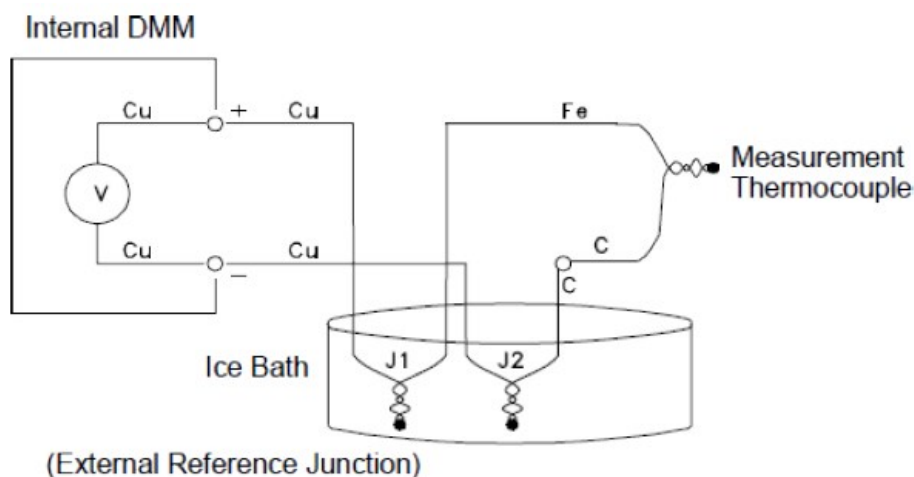 Internal DMM
Cu + Cu Fe
V
Measurement
Thermocouple
Cu – Cu C
C
J1 J2
Ice Bath
(External Reference Junction)